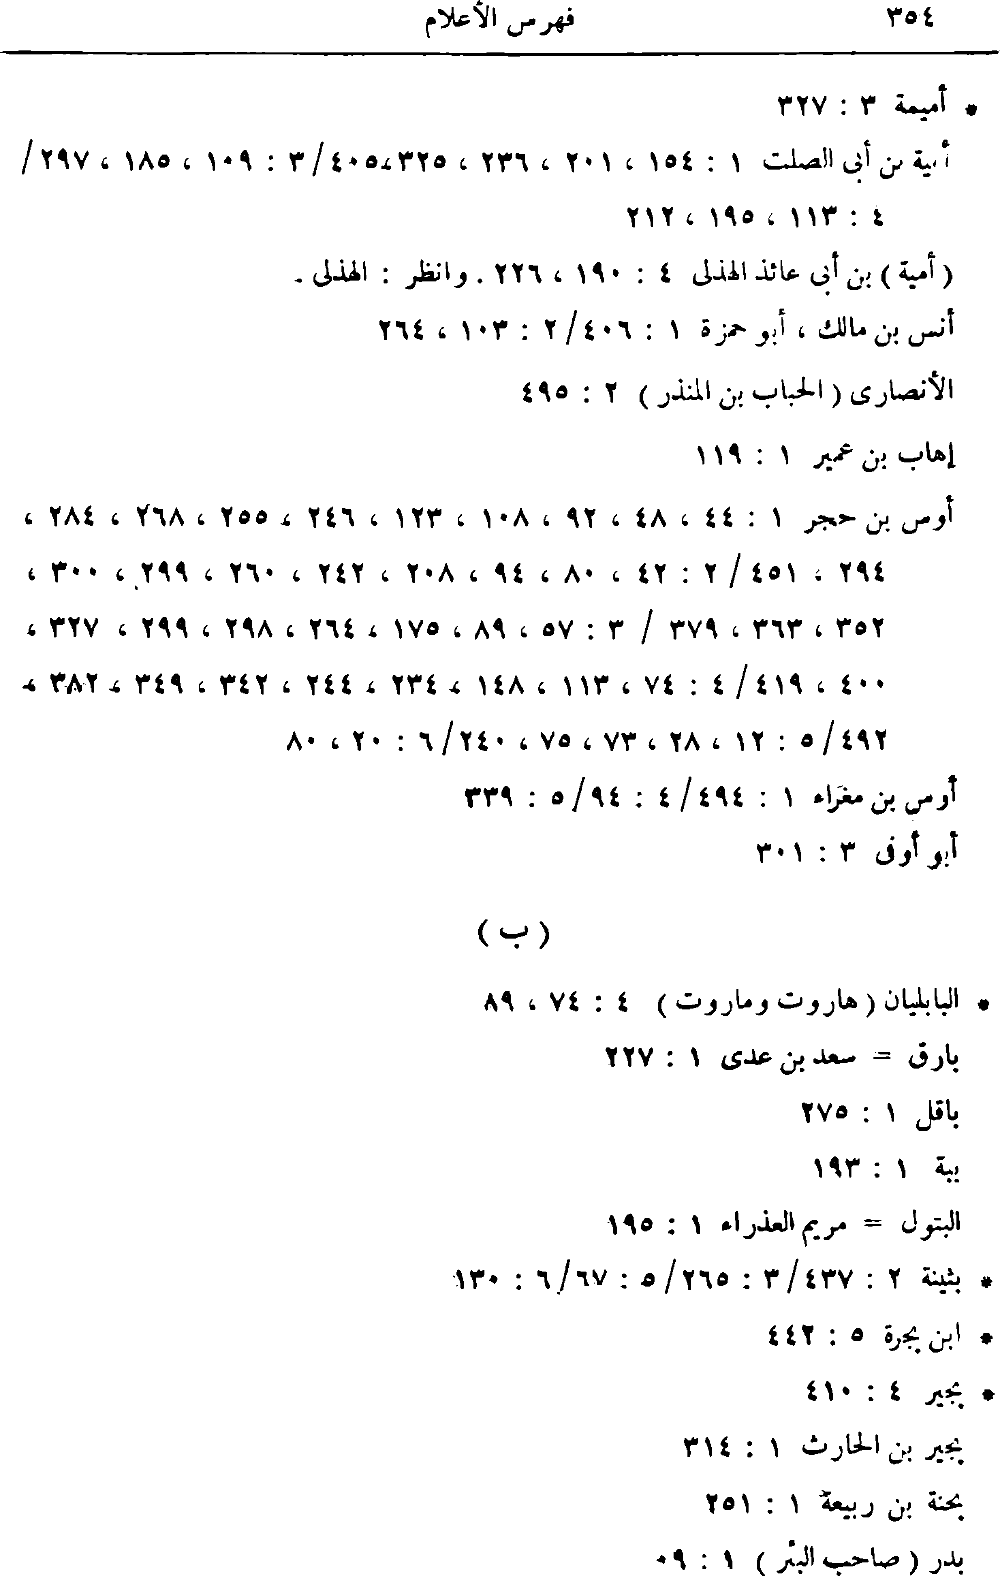 ٣٥٤ فهرس الأعلام
* أميمة ٣ : ٣٢٧
أمية بن أبى الصلت ١ : ١٥٤ ، ٢٠١ ، ٢٣٦ ، ٣٢٥،٤٠٥/٣ : ١٠٩ ، ١٨٥ ، ٢٩٧/
٤ : ١١٣ ، ١٩٥ ، ٢١٢
( أمية ) بن أبى عائذ الهذلى ٤ : ١٩٠ ، ٢٢٦ . وانظر : الهذلى .
أنس بن مالك ، أبو حمزة ١ : ٤٠٦/٢ : ١٠٣ ، ٢٦٤
الأنصارى ( الحباب بن المنذر ) ٢ : ٤٩٥
إهاب بن عمير ١ : ١١٩
أوس بن حجر ١ : ٤٤ ، ٤٨ ، ٩٢ ، ١٠٨ ، ١٢٣ ، ٢٤٦ ، ٢٥٥ ، ٢٦٨ ، ٢٨٤ ،
٢٩٤ ، ٤٥١/٢ : ٤٢ ، ٨٠ ، ٩٤ ، ٢٠٨ ، ٢٤٢ ، ٢٦٠ ، ٢٩٩ ، ٣٠٠ ،
٣٥٢ ، ٣٦٣ ، ٣٧٩ / ٣ : ٥٧ ، ٨٩ ، ١٧٥ ، ٢٦٤ ، ٢٩٨ ، ٢٩٩ ، ٣٢٧ ،
٤٠٠ ، ٤١٩/٤ : ٧٤ ، ١١٣ ، ١٤٨ ، ٢٣٤ ، ٢٤٤ ، ٣٤٢ ، ٣٤٩ ، ٣٨٢ ،
٤٩٢/٥ : ١٢ ، ٢٨ ، ٧٣ ، ٧٥ ، ٢٤٠/٦ : ٢٠ ، ٨٠
أوس بن مغراء ١ : ٤٩٤/٤ : ٩٤/٥ : ٣٣٩
أبو أوفى ٣ : ٣٠١
( ب )
* البابليان ( هاروت وماروت ) ٤ : ٧٤ ، ٨٩
بارق = سعد بن عدى ١ : ٢٢٧
باقل ١ : ٢٧٥
ببة ١ : ١٩٣
البتول = مريم العذراء ١ : ١٩٥
* بثينة ٢ : ٤٣٧/٣ : ٢٦٥/٥ : ٦٧/٦ : ١٣٠
* ابن بجرة ٥ : ٤٤٢
* بجير ٤ : ٤١٠
بجير بن الحارث ١ : ٣١٤
بحنة بن ربيعة ١ : ٢٥١
بدر ( صاحب البئر ) ١ : ٠٩